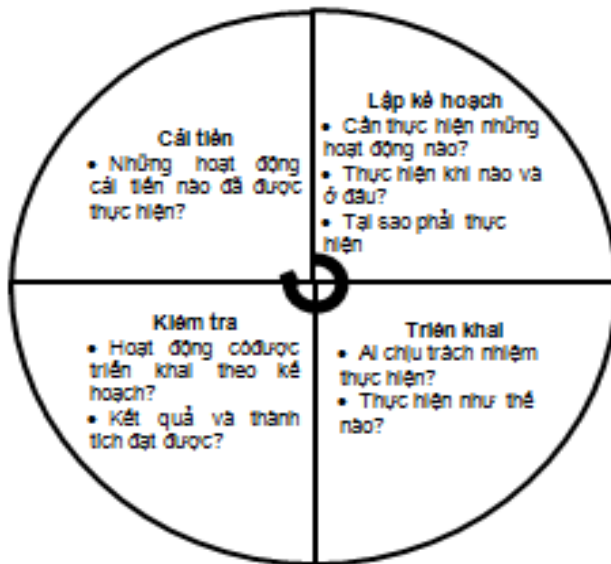 Lập kế hoạch
• Cần thực hiện những
hoạt động nào?
• Thực hiện khi nào và
ở đâu?
• Tại sao phải thực
hiện
Triển khai
• Ai chịu trách nhiệm
thực hiện?
• Thực hiện như thế
nào?
Kiểm tra
• Hoạt động cóđược
triển khai theo kế
hoạch?
• Kết quả và thành
tích đạt được?
Cải tiến
• Những hoạt động
cải tiến nào đã được
thực hiện?